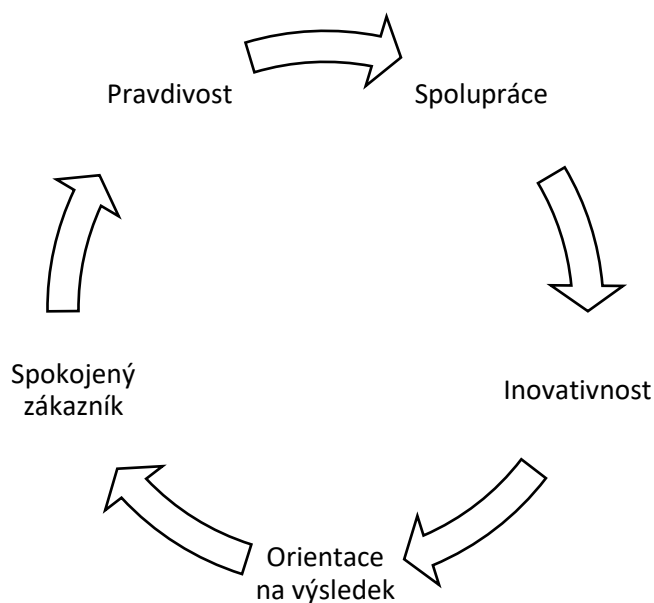 Pravdivost
Spolupráce
Inovativnost
Orientace
na výsledek
Spokojený
zákazník